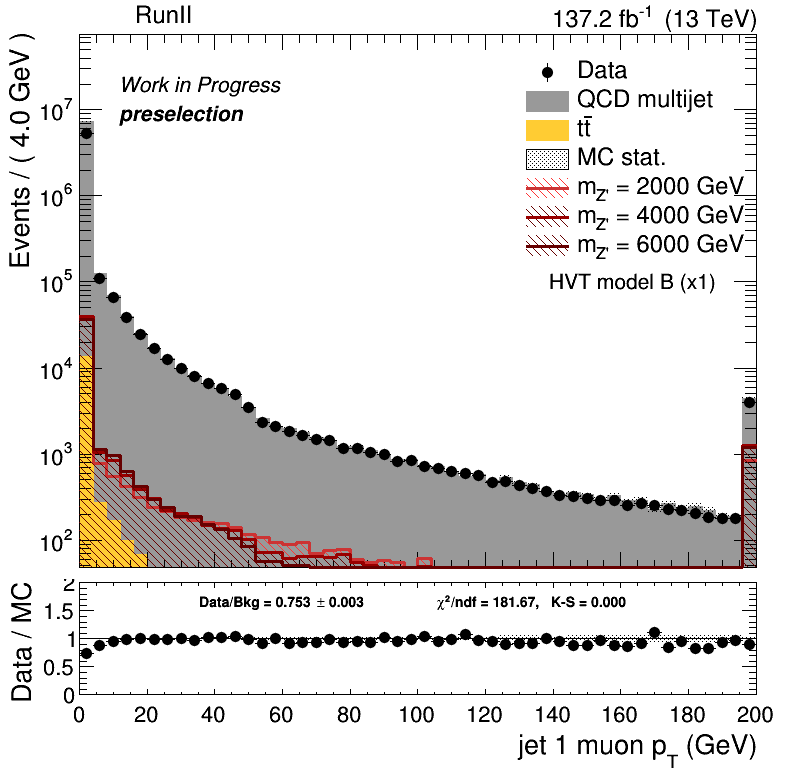 RunII
137.2 fb⁻¹ (13 TeV)
Events / ( 4.0 GeV )
Work in Progress
preselection
Data
QCD multijet
tt̄
MC stat.
m_Z' = 2000 GeV
m_Z' = 4000 GeV
m_Z' = 6000 GeV
HVT model B (x1)
10⁷
10⁶
10⁵
10⁴
10³
10²
Data / MC
2
1.5
1
0.5
0
Data/Bkg = 0.753 ± 0.003
χ²/ndf = 181.67, K-S = 0.000
0 20 40 60 80 100 120 140 160 180 200
jet 1 muon p_T (GeV)